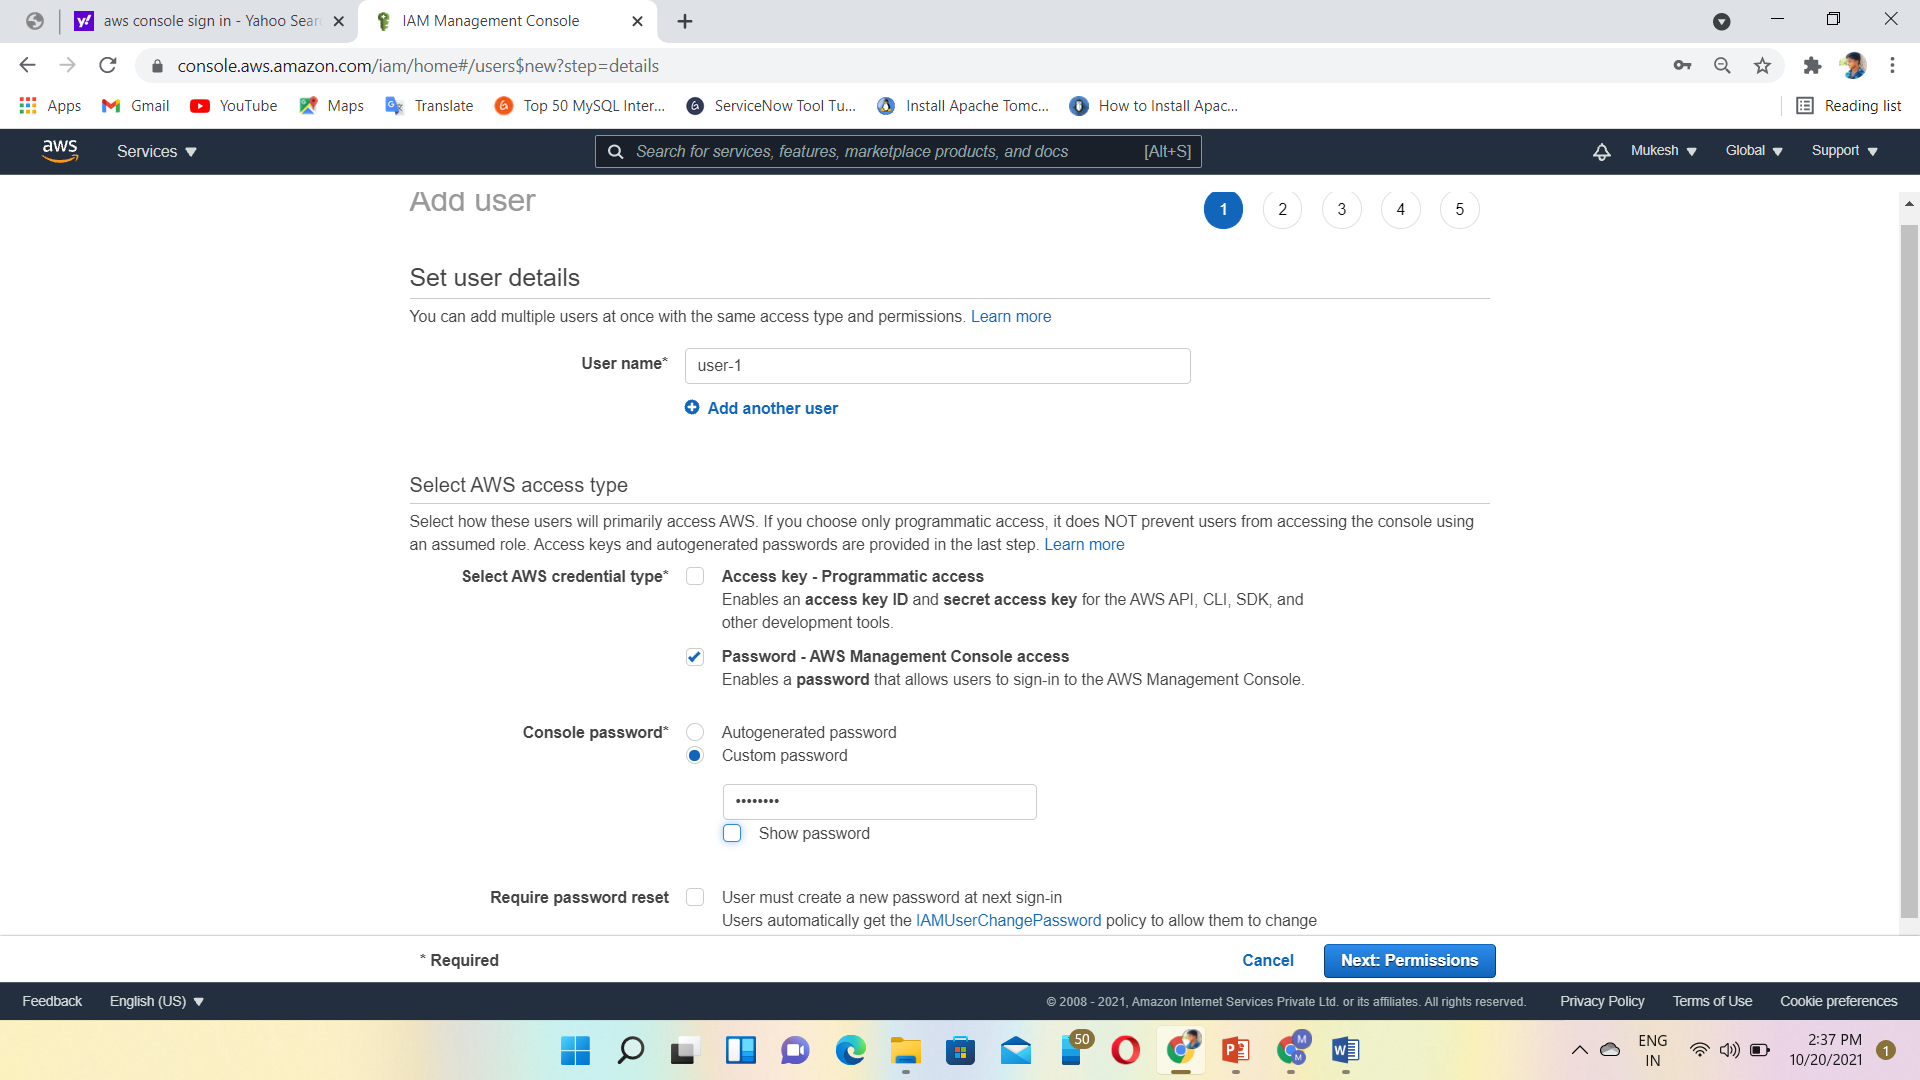 aws console sign in - Yahoo Sear
IAM Management Console
console.aws.amazon.com/iam/home#/users$new?step=details
Apps Gmail YouTube Maps Translate Top 50 MySQL Inter... ServiceNow Tool Tu... Install Apache Tomc... How to Install Apac... Reading list
aws Services Search for services, features, marketplace products, and docs [Alt+S] Mukesh Global Support
Add user 1 2 3 4 5
Set user details
You can add multiple users at once with the same access type and permissions. Learn more
User name* user-1
Add another user
Select AWS access type
Select how these users will primarily access AWS. If you choose only programmatic access, it does NOT prevent users from accessing the console using
an assumed role. Access keys and autogenerated passwords are provided in the last step. Learn more
Select AWS credential type* Access key - Programmatic access
Enables an access key ID and secret access key for the AWS API, CLI, SDK, and
other development tools.
Password - AWS Management Console access
Enables a password that allows users to sign-in to the AWS Management Console.
Console password* Autogenerated password
Custom password
••••••••
Show password
Require password reset User must create a new password at next sign-in
Users automatically get the IAMUserChangePassword policy to allow them to change
* Required Cancel Next: Permissions
Feedback English (US) © 2008 - 2021, Amazon Internet Services Private Ltd. or its affiliates. All rights reserved. Privacy Policy Terms of Use Cookie preferences
50 M M ENG 2:37 PM
IN 10/20/2021 1